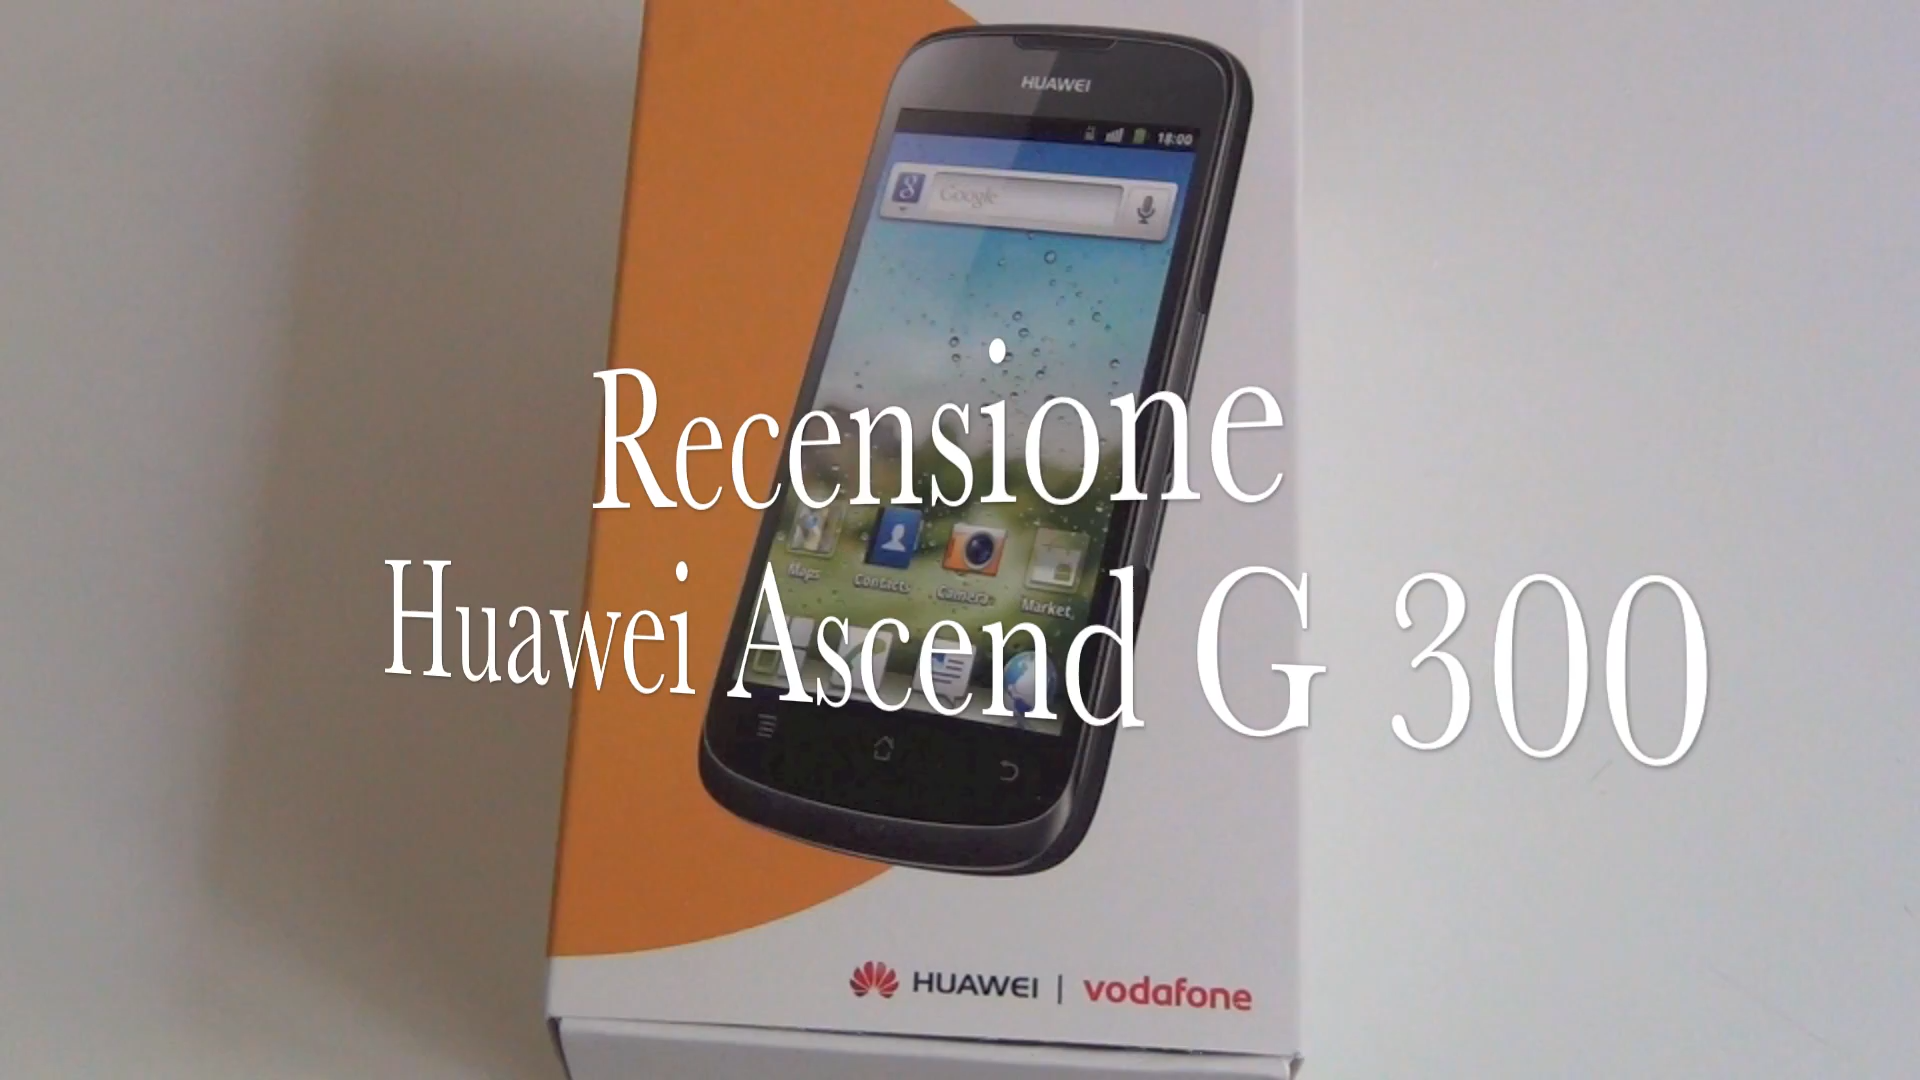 HUAWEI
18:00
Google
Recensione
Maps Contacts Camera Market
Huawei Ascend G 300
HUAWEI | vodafone